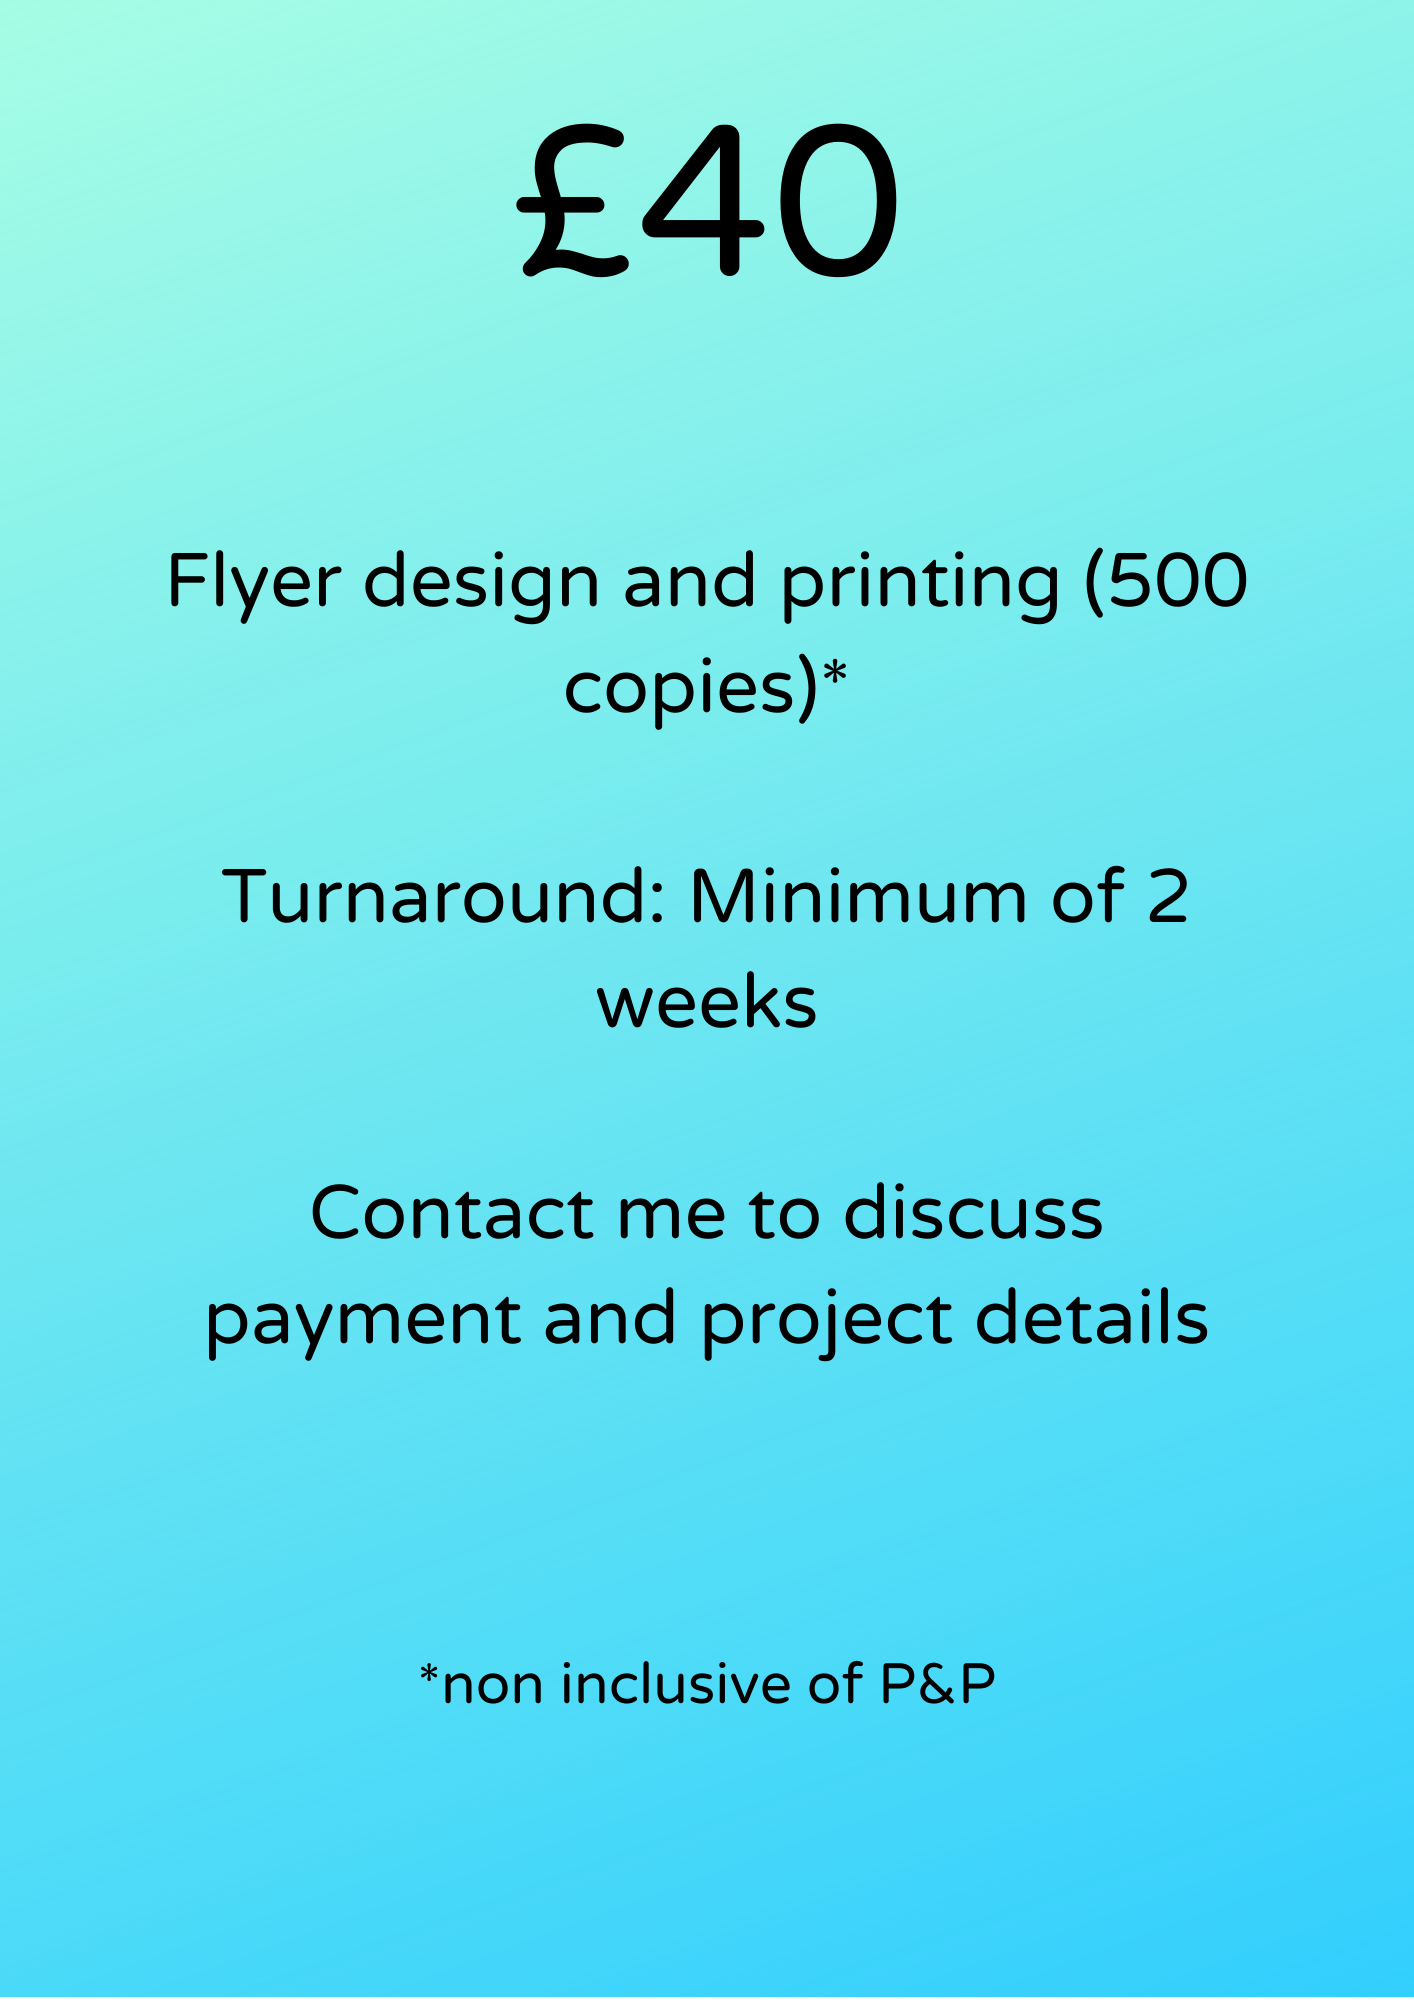 £40
Flyer design and printing (500
copies)*
Turnaround: Minimum of 2
weeks
Contact me to discuss
payment and project details
*non inclusive of P&P